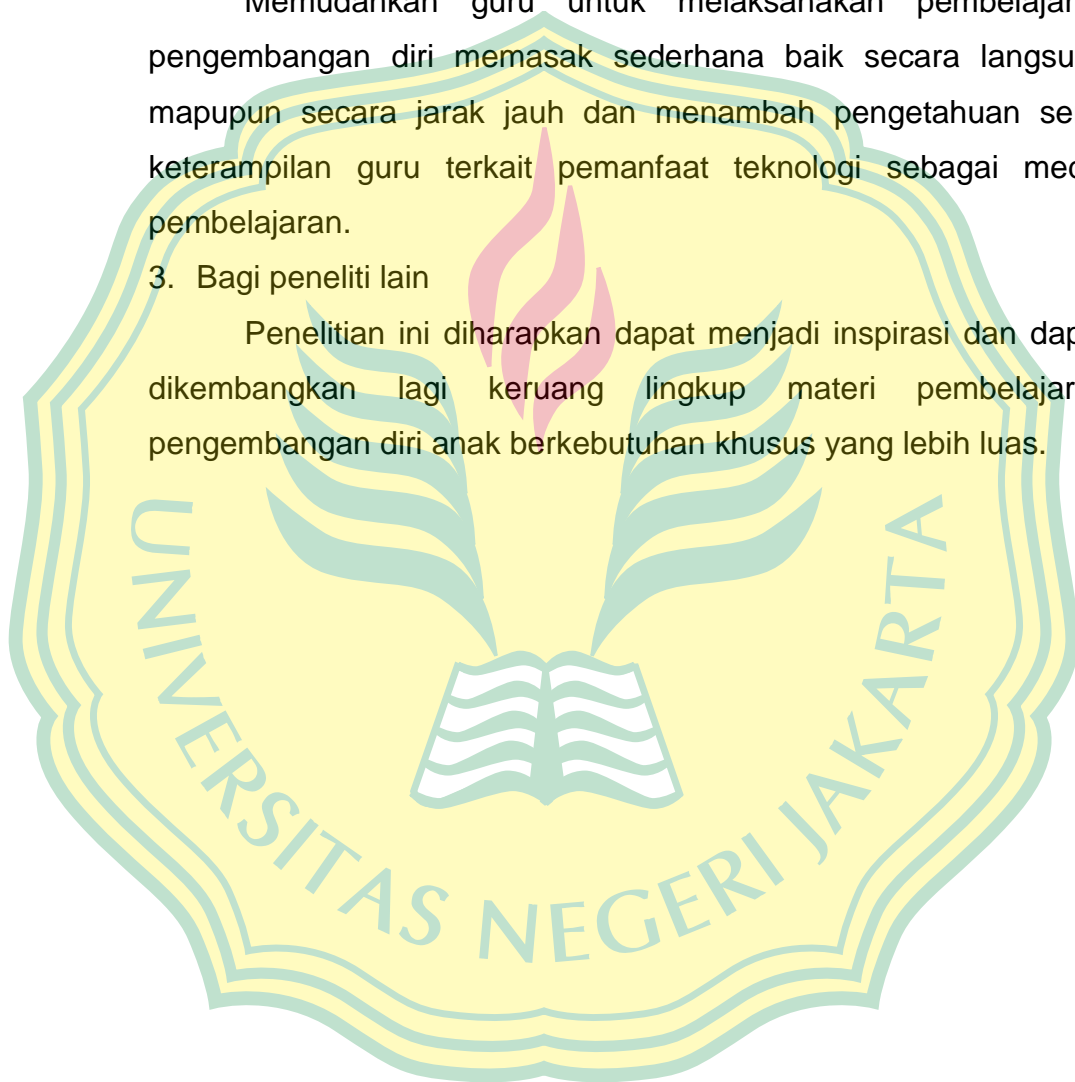 Memudahkan guru untuk melaksanakan pembelajar
pengembangan diri memasak sederhana baik secara langsu
mapupun secara jarak jauh dan menambah pengetahuan se
keterampilan guru terkait pemanfaat teknologi sebagai med
pembelajaran.
3. Bagi peneliti lain
Penelitian ini diharapkan dapat menjadi inspirasi dan dap
dikembangkan lagi keruang lingkup materi pembelajar
pengembangan diri anak berkebutuhan khusus yang lebih luas.
UNIVERSITAS NEGERI JAKARTA